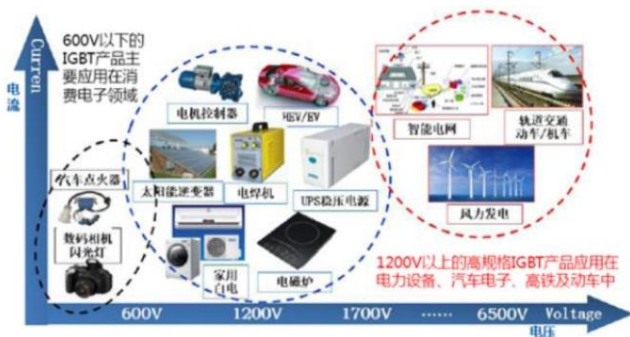 Curren
电流
600V以下的
IGBT产品主
要应用在消
费电子领域
电机控制器
HEV/EV
智能电网
轨道交通
动车/机车
汽车点火器
太阳能逆变器
电焊机
UPS稳压电源
风力发电
数码相机
闪光灯
家用
白电
电磁炉
1200V以上的高规格IGBT产品应用在
电力设备、汽车电子、高铁及动车中
600V 1200V 1700V ...... 6500V Voltage
电压